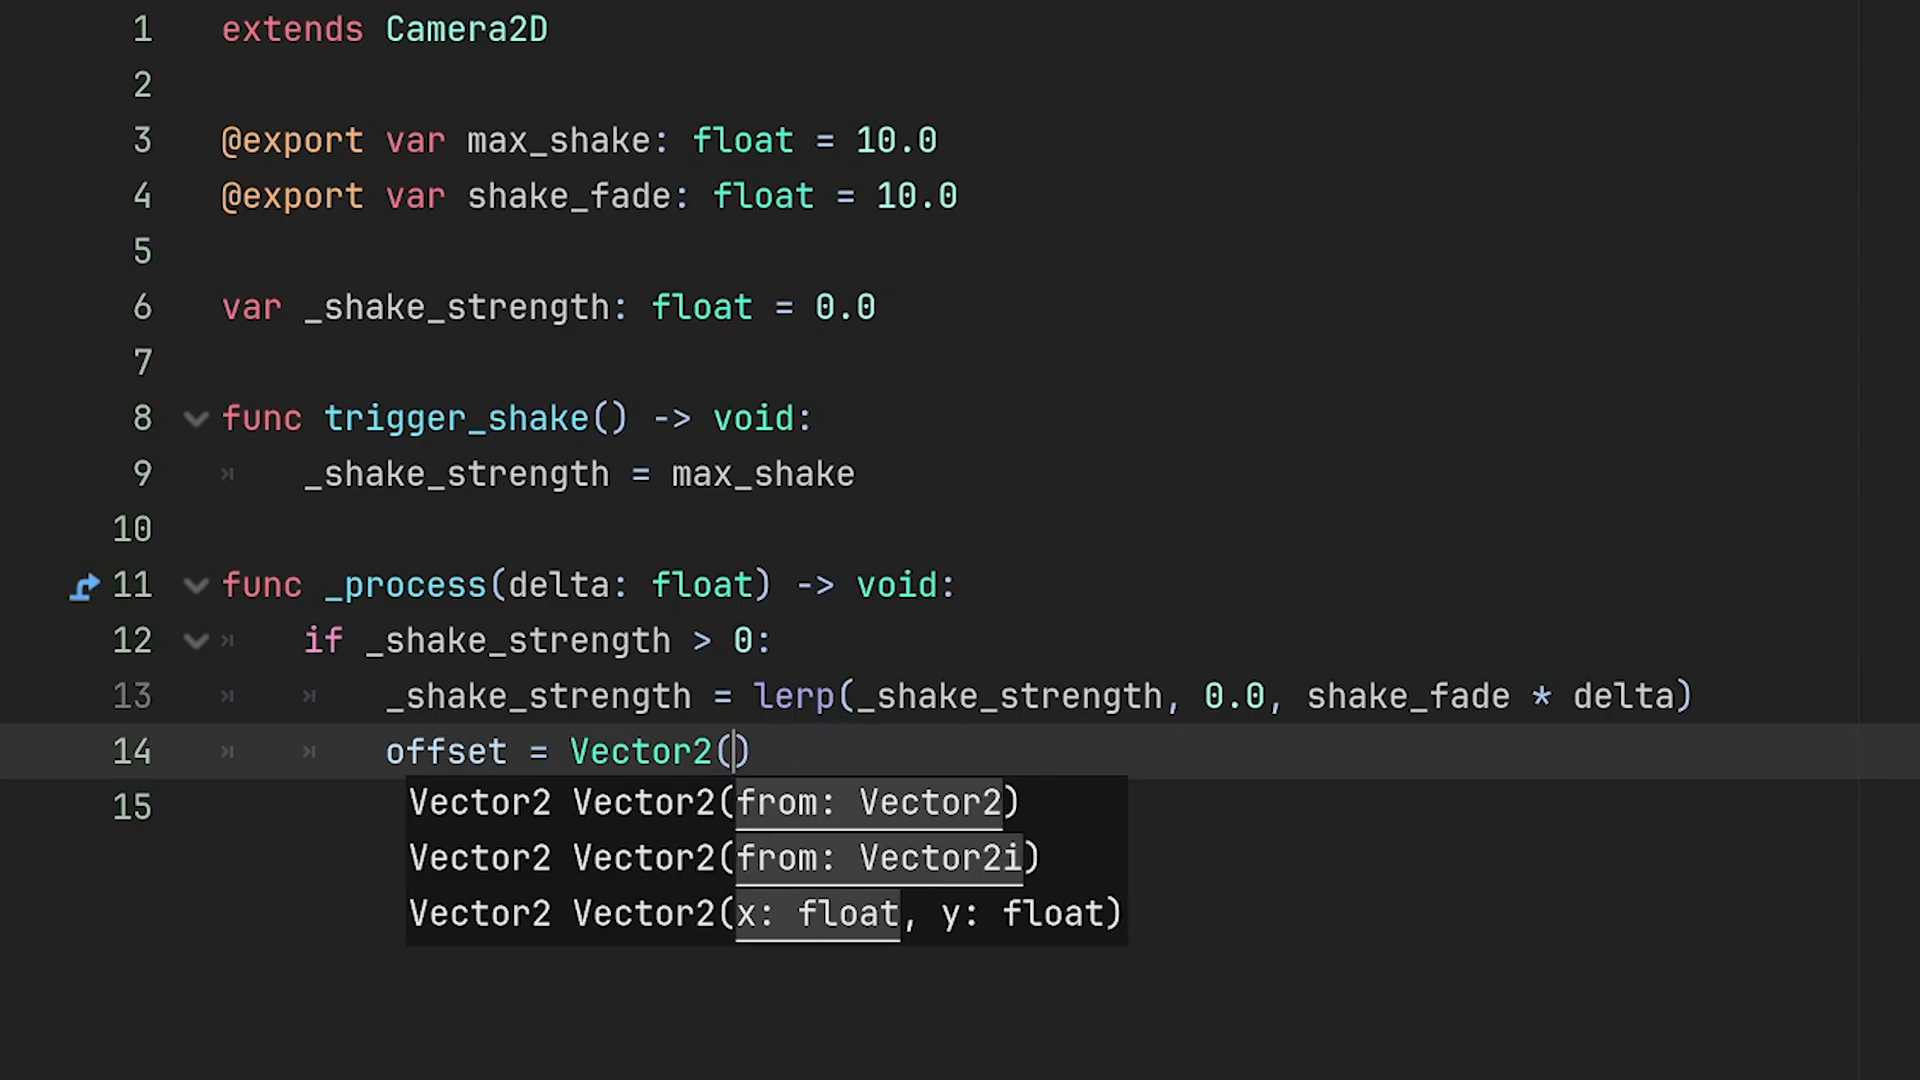 1 extends Camera2D
2
3 @export var max_shake: float = 10.0
4 @export var shake_fade: float = 10.0
5
6 var _shake_strength: float = 0.0
7
8 func trigger_shake() -> void:
9 _shake_strength = max_shake
10
11 func _process(delta: float) -> void:
12 if _shake_strength > 0:
13 _shake_strength = lerp(_shake_strength, 0.0, shake_fade * delta)
14 offset = Vector2()
Vector2 Vector2(from: Vector2)
15
Vector2 Vector2(from: Vector2i)
Vector2 Vector2(x: float, y: float)